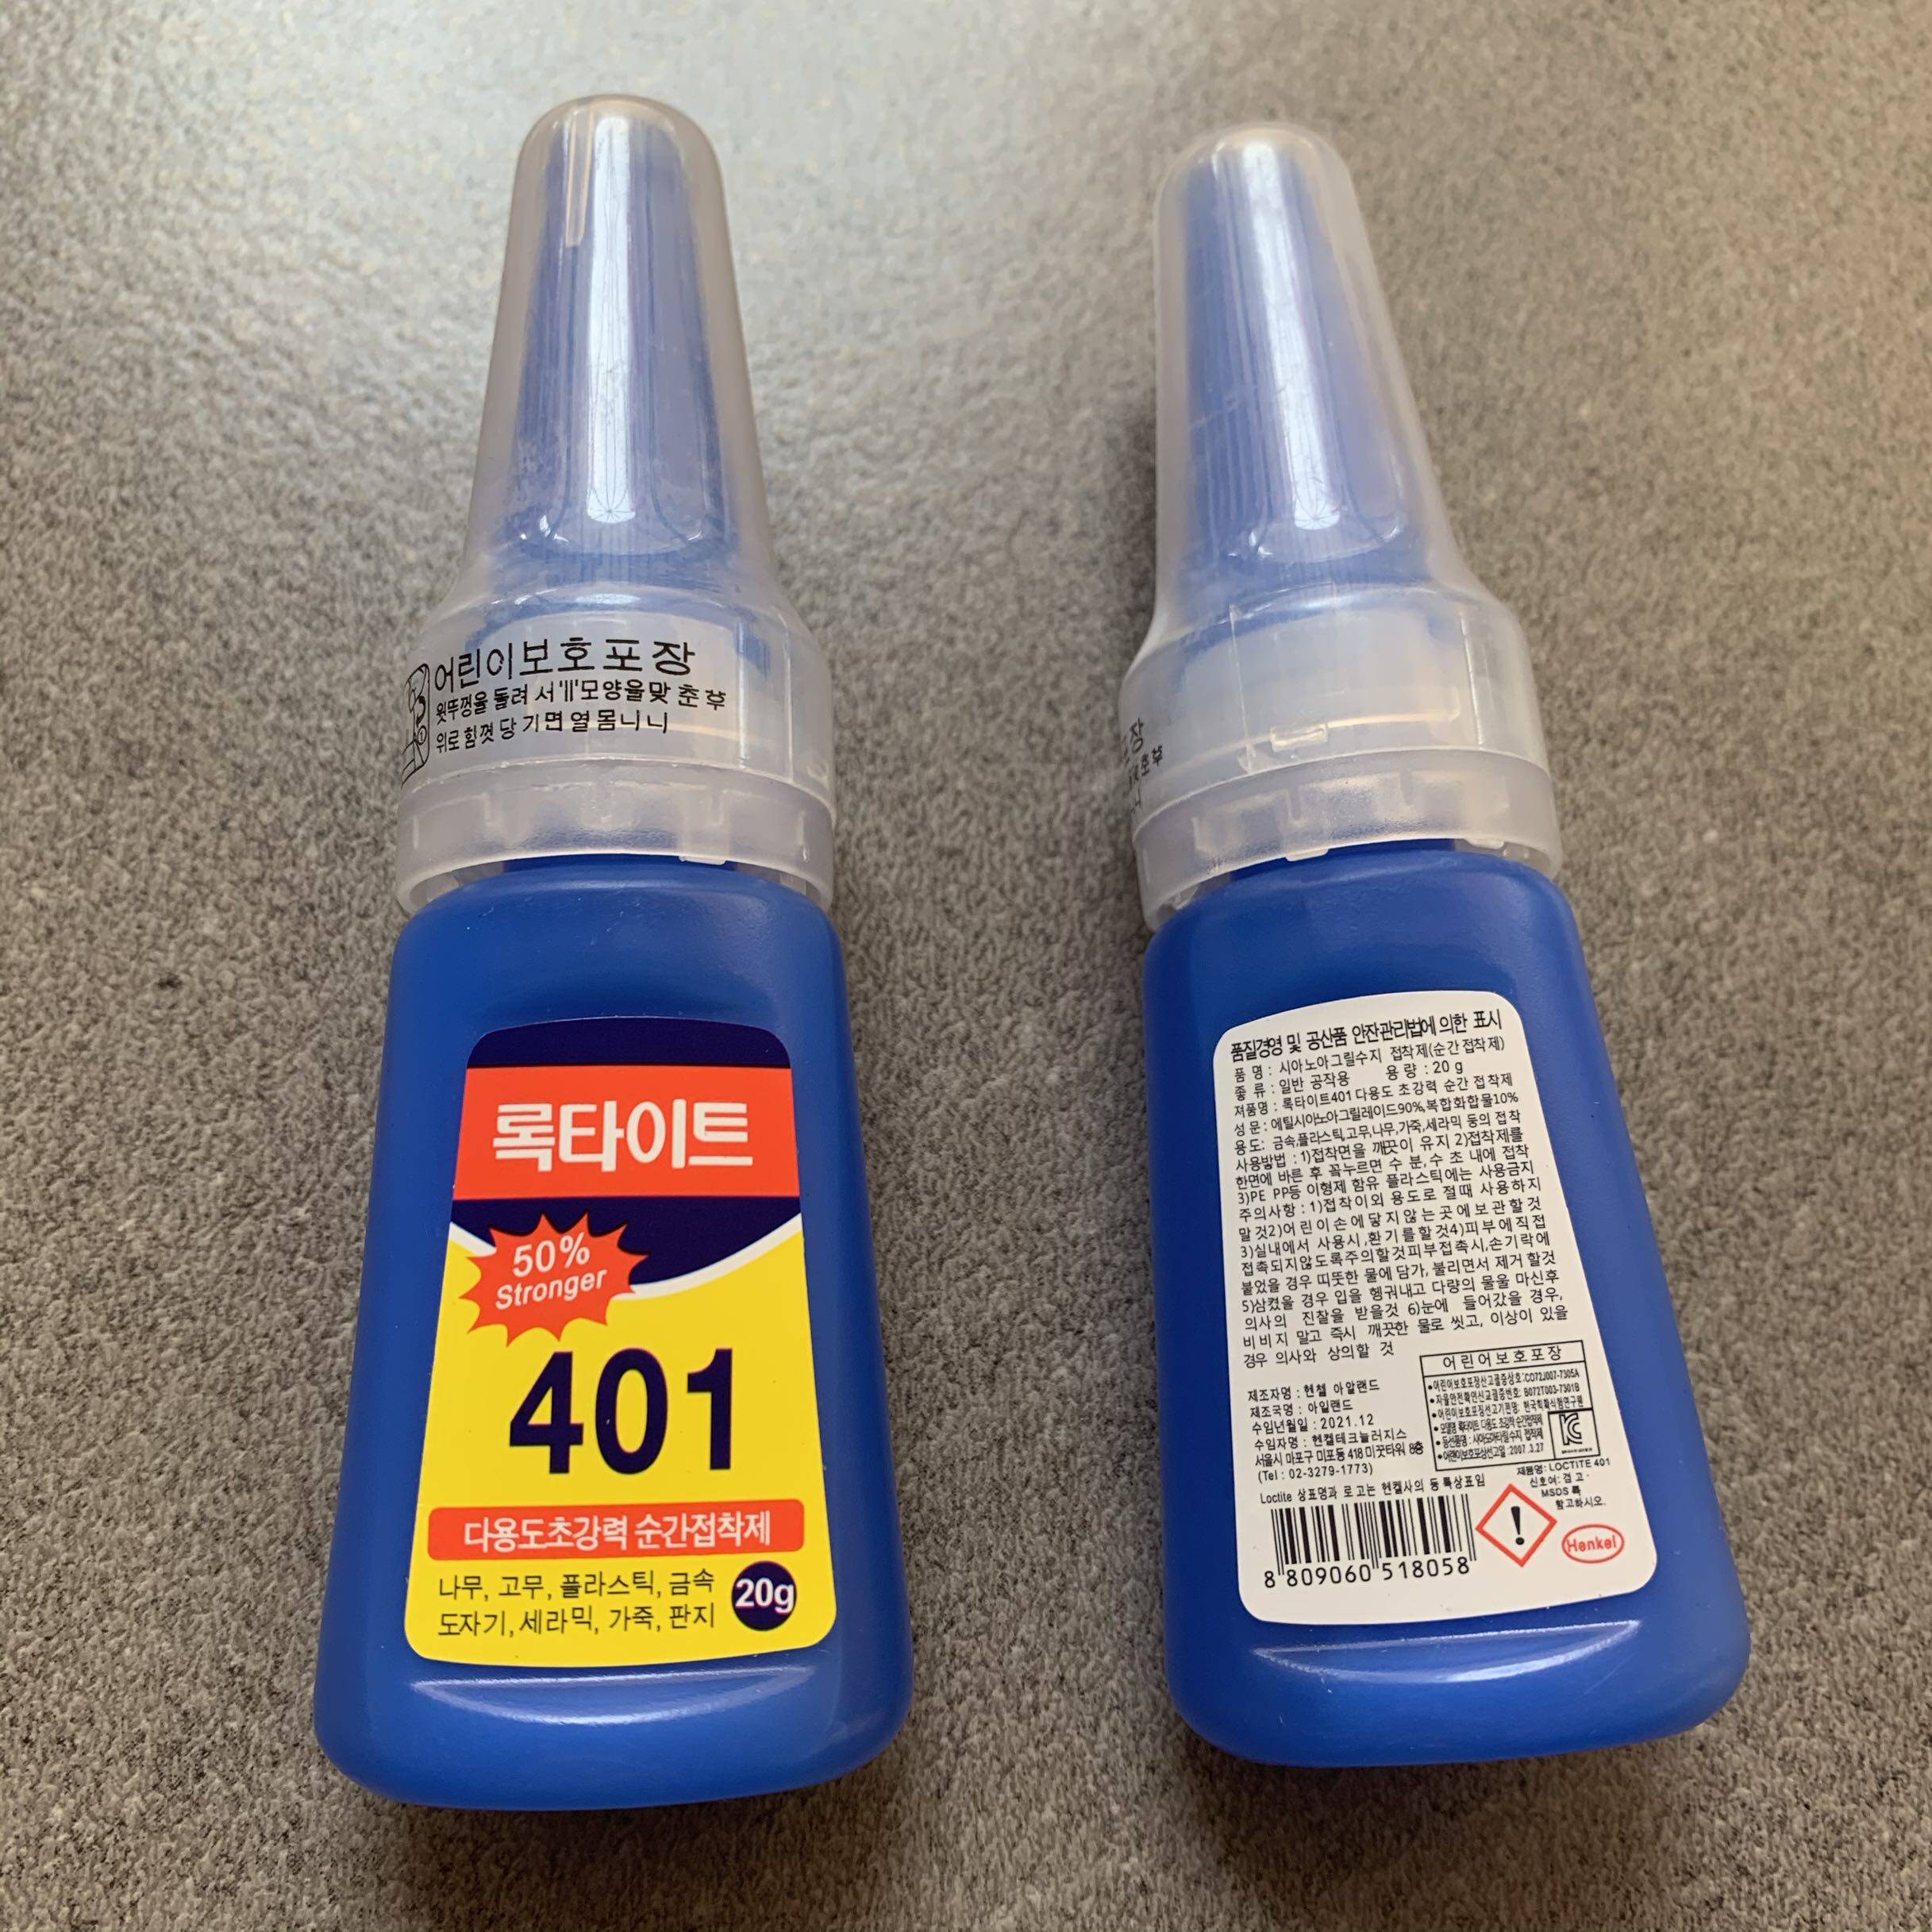 어린이보호포장
윗뚜껑을 돌려 서"||"모양을맞 춘 후
위로힘껏 당 기면 열 몸니니
록타이트
50%
Stronger
401
다용도초강력 순간접착제
나무, 고무, 플라스틱, 금속
도자기, 세라믹, 가죽, 판지
20g
장
품질경영 및 공산품 안잔관리법에 의한 표시
품 명 : 시아노아그릴수지 접착제(순간접착제)
종 류 : 일반 공작용 용 량 : 20 g
져품명 : 록타이트401 다용도 초강력 순간 접착제
성 문 : 에틸시아노아그릴레이드90%,복합화합물10%
용 도: 금속,플라스틱,고무,나무,가죽,세라믹 둥의 접착
사용방법 : 1)접착면을 깨끗이 유지 2)접착제를
한면에 바른 후 꼭누르면 수 분,수 초 내에 접착
3)PE PP등 이형제 함유 플라스틱에는 사용금지
주의사항 : 1)접착이외 용도로 절때 사용하지
말 것2)어린이손에닿지않는곳에보관할것
3)실내에서 사용시,환기를할것4)피부에직접
접촉되지않도록주의할것피부접촉시,손기락에
붙었을 경우 띠뜻한 물에 담가, 불리면서 제거 할것
5)삼켰을 경우 입을 헹궈내고 다량의 물울 마신후
의사의 진찰을 받을것 6)눈에 들어갔을 경우,
비비지 말고 즉시 깨끗한 물로 씻고, 이상이 있을
경우 의사와 상의할 것
어린어보호포장
제조자명 : 헨첼 아알랜드
제조국명 : 아일랜드
수임년월일 : 2021.12
수임자명 : 헨켈테크눌러지스
서울시 마포구 미포동 418 미꿋타워 8층
(Tel : 02-3279-1773)
Loctite 상표명과 로고는 헨켈사의 등 특상표임
제품명: LOCTITE 401
신호어: 검 고
MSDS 특
항고하시오.
Henkel
8 809060 518058